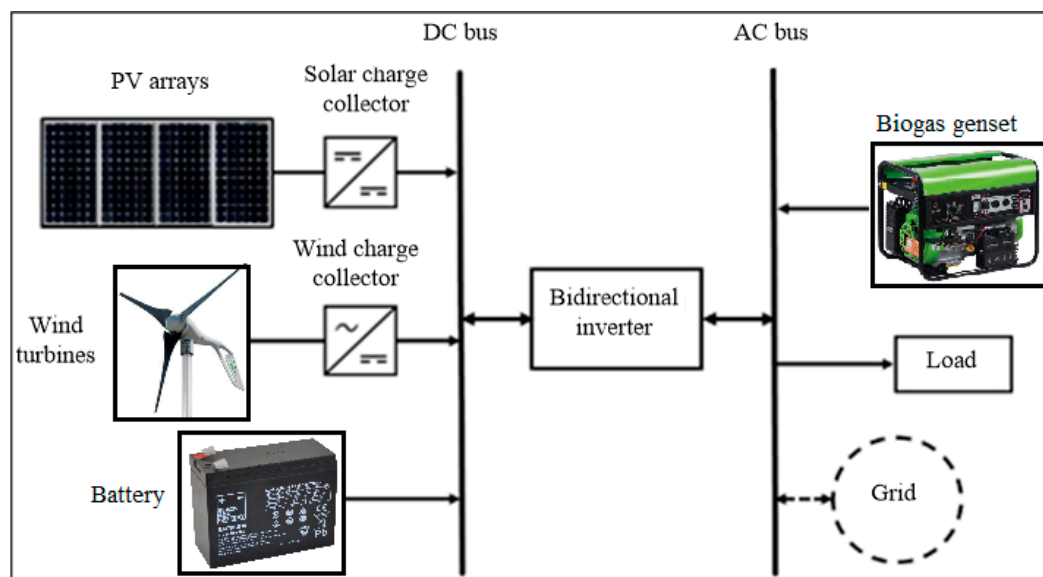 DC bus
AC bus
PV arrays
Solar charge
collector
Biogas genset
Wind charge
collector
Wind
turbines
Bidirectional
inverter
Load
Battery
Grid
Pb